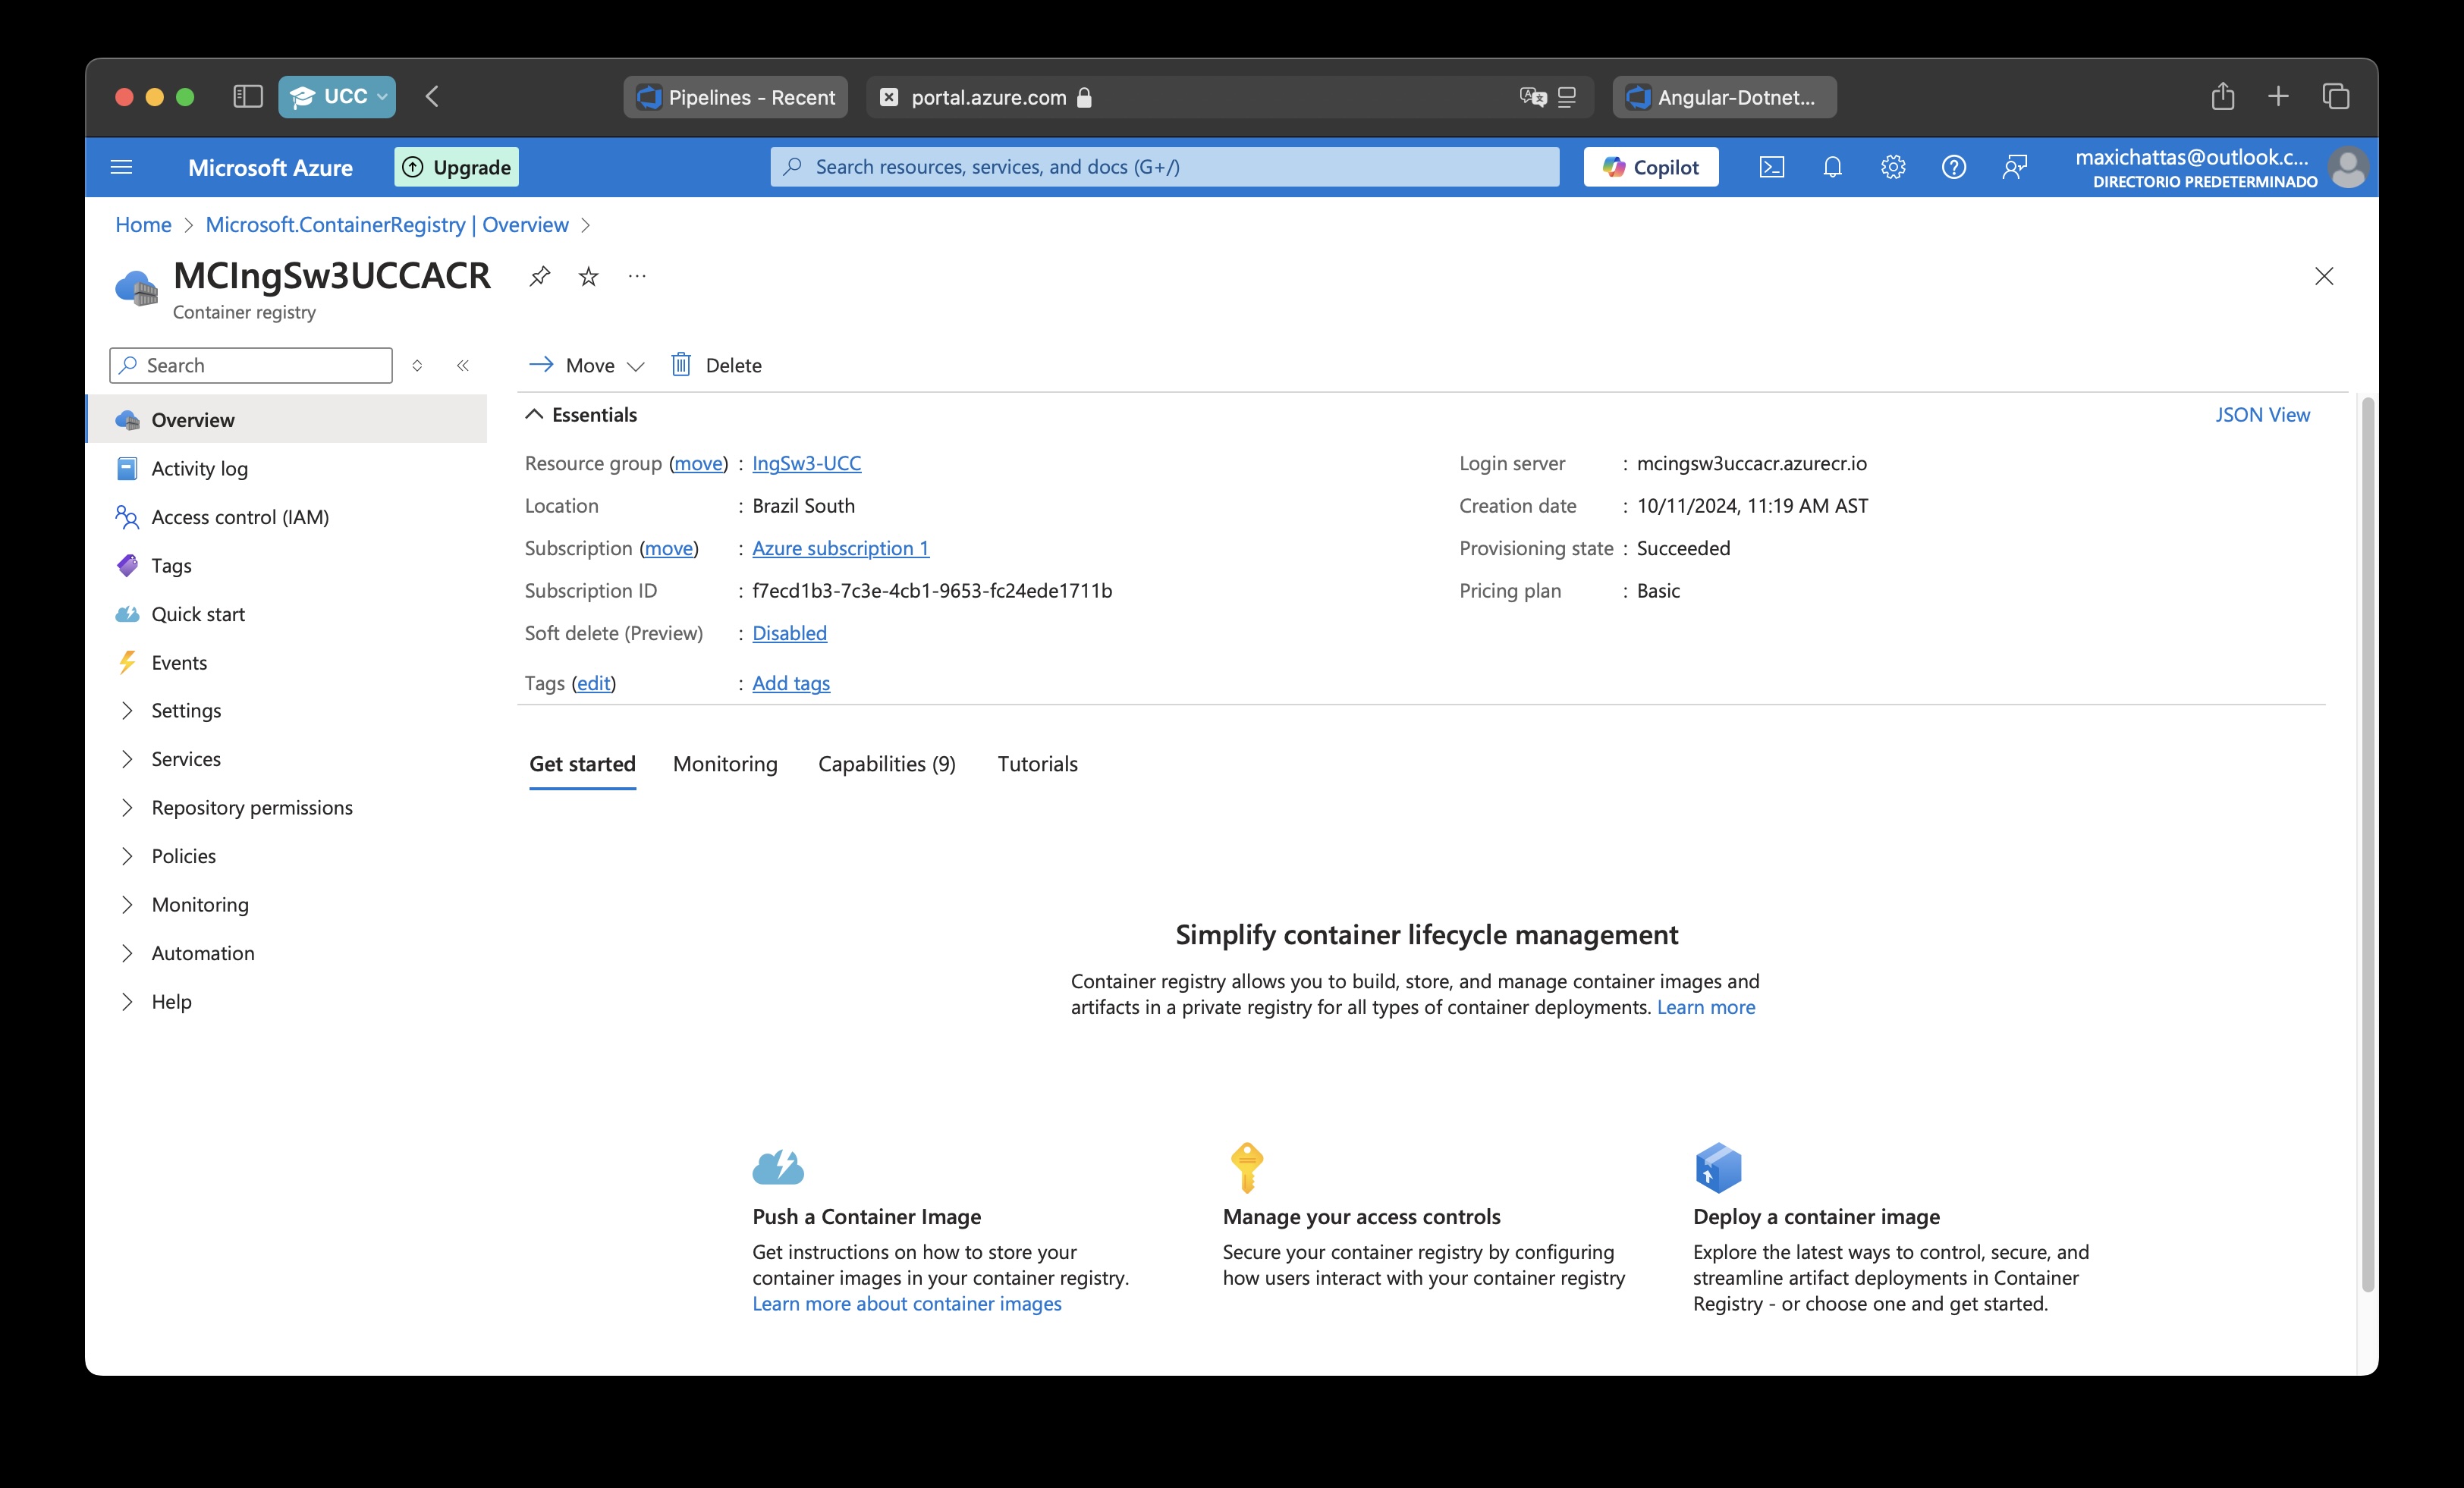 UCC
Pipelines - Recent
portal.azure.com
Angular-Dotnet...
Microsoft Azure
Upgrade
Search resources, services, and docs (G+/)
Copilot
maxichattas@outlook.c...
DIRECTORIO PREDETERMINADO
Home > Microsoft.ContainerRegistry | Overview >
MCIngSw3UCCACR
Container registry
Search
Move
Delete
Overview
Activity log
Access control (IAM)
Tags
Quick start
Events
Settings
Services
Repository permissions
Policies
Monitoring
Automation
Help
Essentials
JSON View
Resource group (move) : IngSw3-UCC
Location : Brazil South
Subscription (move) : Azure subscription 1
Subscription ID : f7ecd1b3-7c3e-4cb1-9653-fc24ede1711b
Soft delete (Preview) : Disabled
Tags (edit) : Add tags
Login server : mcingsw3uccacr.azurecr.io
Creation date : 10/11/2024, 11:19 AM AST
Provisioning state : Succeeded
Pricing plan : Basic
Get started
Monitoring
Capabilities (9)
Tutorials
Simplify container lifecycle management
Container registry allows you to build, store, and manage container images and
artifacts in a private registry for all types of container deployments. Learn more
Push a Container Image
Get instructions on how to store your
container images in your container registry.
Learn more about container images
Manage your access controls
Secure your container registry by configuring
how users interact with your container registry
Deploy a container image
Explore the latest ways to control, secure, and
streamline artifact deployments in Container
Registry - or choose one and get started.